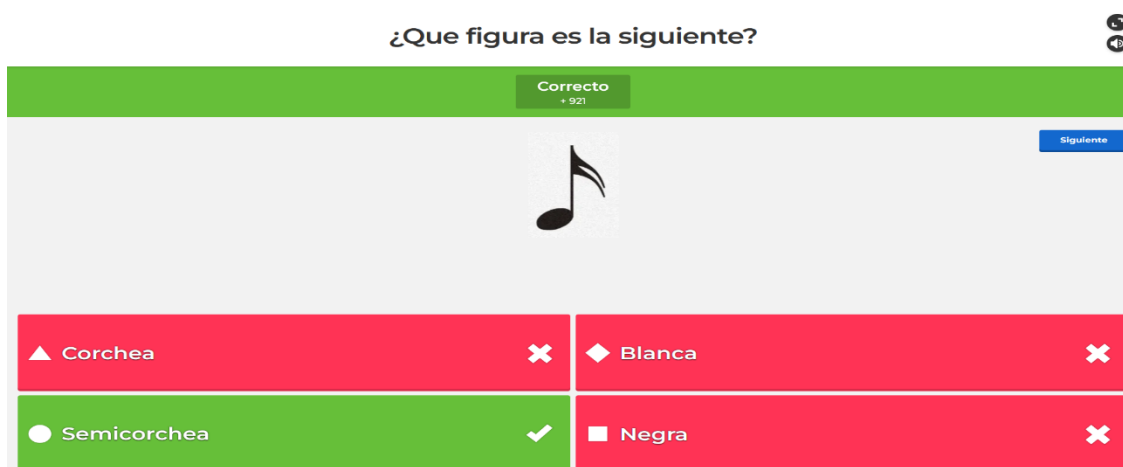 ¿Que figura es la siguiente?
Correcto
+ 921
Siguiente
Corchea
Blanca
Semicorchea
Negra